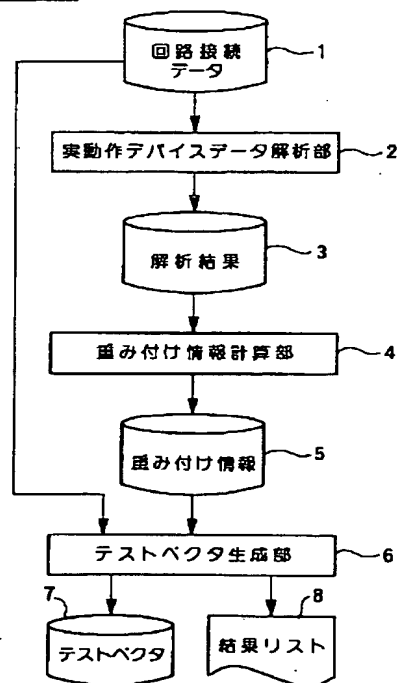 回路接続
データ
1
実動作デバイスデータ解析部
2
解析結果
3
重み付け情報計算部
4
重み付け情報
5
テストベクタ生成部
6
7
テストベクタ
8
結果リスト